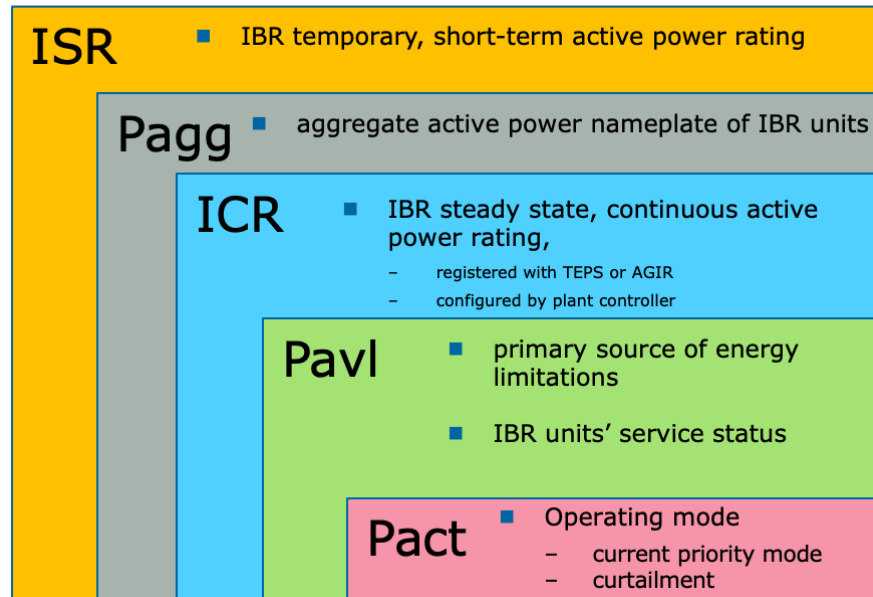 ISR ▪ IBR temporary, short-term active power rating
Pagg ▪ aggregate active power nameplate of IBR units
ICR ▪ IBR steady state, continuous active
power rating,
– registered with TEPS or AGIR
– configured by plant controller
Pavl ▪ primary source of energy
limitations
▪ IBR units’ service status
Pact ▪ Operating mode
– current priority mode
– curtailment